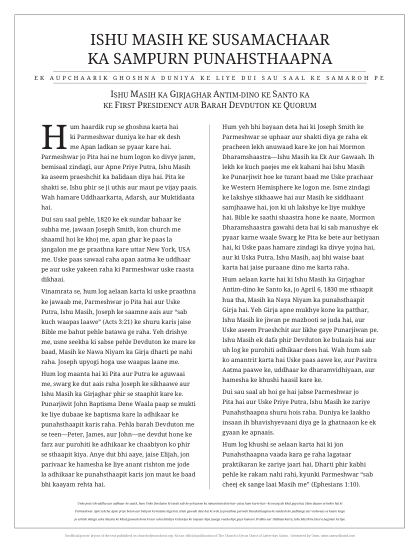 ISHU MASIH KE SUSAMACHAAR
KA SAMPURN PUNAHSTHAAPNA
EK AUPCHAARIK GHOSHNA DUNIYA KE LIYE DUI SAU SAAL KE SAMAROH PE
ISHU MASIH KA GIRJAGHAR ANTIM-DINO KE SANTO KA
KE FIRST PRESIDENCY AUR BARAH DEVDUTON KE QUORUM
Hum haardik rup se ghoshna karta hai
ki Parmeshwar duniya ke har ek desh
me Apan ladkan se pyaar kare hai.
Parmeshwar jo Pita hai ne hum logon ko divye janm,
bemisaal zindagi, aur Apne Priye Putra, Ishu Masih
ka aseem praeschit ka balidaan diya hai. Pita ke
shakti se, Ishu phir se ji uthis aur maut pe vijay paais.
Wah hamare Uddhaarkarta, Adarsh, aur Muktidaata
hai.
Dui sau saal pehle, 1820 ke ek sundar bahaar ke
subha me, jawaan Joseph Smith, kon church me
shaamil hoi ke khoj me, apan ghar ke paas la
jangalon me ge praathna kare uttar New York, USA
me. Uske paas sawaal raha apan aatma ke uddhaar
pe aur uske yakeen raha ki Parmeshwar uske raasta
dikhaai.
Vinamrata se, hum log aelaan karta ki uske praathna
ke jawaab me, Parmeshwar jo Pita hai aur Uske
Putra, Ishu Masih, Joseph ke saamne aais aur “sab
kuch waapas laawe” (Acts 3:21) ke shuru karis jaise
Bible me bahut pehle batawe ge raha. Yeh drishye
me, usne seekha ki sabse pehle Devduton ke mare ke
baad, Masih ke Nawa Niyam ka Girja dharti pe nahi
raha. Joseph upyogi hoga use waapas laane me.
Hum log maanta hai ki Pita aur Putra ke aguwaai
me, swarg ke dut aais raha Joseph ke sikhaawe aur
Ishu Masih ka Girjaghar phir se staaphit kare ke.
Punarjiwit John Baptisma Dene Waala paap se mukti
ke liye dubaae ke baptisma kare la adhikaar ke
punahsthaapit karis raha. Pehla barah Devduton me
se teen—Peter, James, aur John—ne devdut hone ke
farz aur purohiti ke adhikaar ke chaabiyon ko phir
se sthaapit kiya. Anye dut bhi aaye, jaise Elijah, jon
parivaar ke hamesha ke liye anant rishton me jode
la adhikaar ke punahsthaapit karis jon maut ke baad
bhi kaayam rehta hai.
Hum yeh bhi bayaan deta hai ki Joseph Smith ke
Parmeshwar se uphaar aur shakti diya ge raha ek
praacheen lekh anuwaad kare ke jon hai Mormon
Dharamshaastra—Ishu Masih ka Ek Aur Gawaah. Ih
lekh ke kuch paejes me ek kahani hai Ishu Masih
ke Punarjiwit hoe ke turant baad me Uske prachaar
ke Western Hemisphere ke logon me. Isme zindagi
ke lakshye sikhaawe hai aur Masih ke siddhaant
samjhaawe hai, jon ki uh lakshye ke liye mukhye
hai. Bible ke saathi shaastra hone ke naate, Mormon
Dharamshaastra gawahi deta hai ki sab manushye ek
pyaar karne waale Swarg ke Pita ke bete aur betiyaan
hai, ki Uske paas hamare zindagi ka divye yojna hai,
aur ki Uske Putra, Ishu Masih, aaj bhi waise baat
karta hai jaise puraane dino me karta raha.
Hum aelaan karte hai ki Ishu Masih ka Girjaghar
Antim-dino ke Santo ka, jo April 6, 1830 me sthaapit
hua tha, Masih ka Naya Niyam ka punahsthaapit
Girja hai. Yeh Girja apne mukhye kone ka patthar,
Ishu Masih ke jiwan pe mazbooti se juda hai, aur
Uske aseem Praeschit aur likhe gaye Punarjiwan pe.
Ishu Masih ek dafa phir Devduton ke bulaais hai aur
uh log ke purohiti adhikaar dees hai. Wah hum sab
ko amantrit karta hai Uske paas aawe ke, aur Pavitra
Aatma paawe ke, uddhaar ke dharamvidhiyaan, aur
hamesha ke khushi haasil kare ke.
Dui sau saal ab hoi ge hai jabse Parmeshwar jo
Pita hai aur Uske Priye Putra, Ishu Masih, ke zariye
Punahsthaapna shuru hois raha. Duniya ke laakho
insaan ih bhavishyevaani diya ge la ghatnaon ke ek
gyaan ke apnaais.
Hum log khushi se aelaan karta hai ki jon
Punahsthaapna vaada kara ge raha lagataar
praktikaran ke zariye jaari hai. Dharti phir kabhi
pehle ke rakam nahi rahi, kyunki Parmeshwar “sab
cheej ek sange laai Masih me” (Ephesians 1:10).